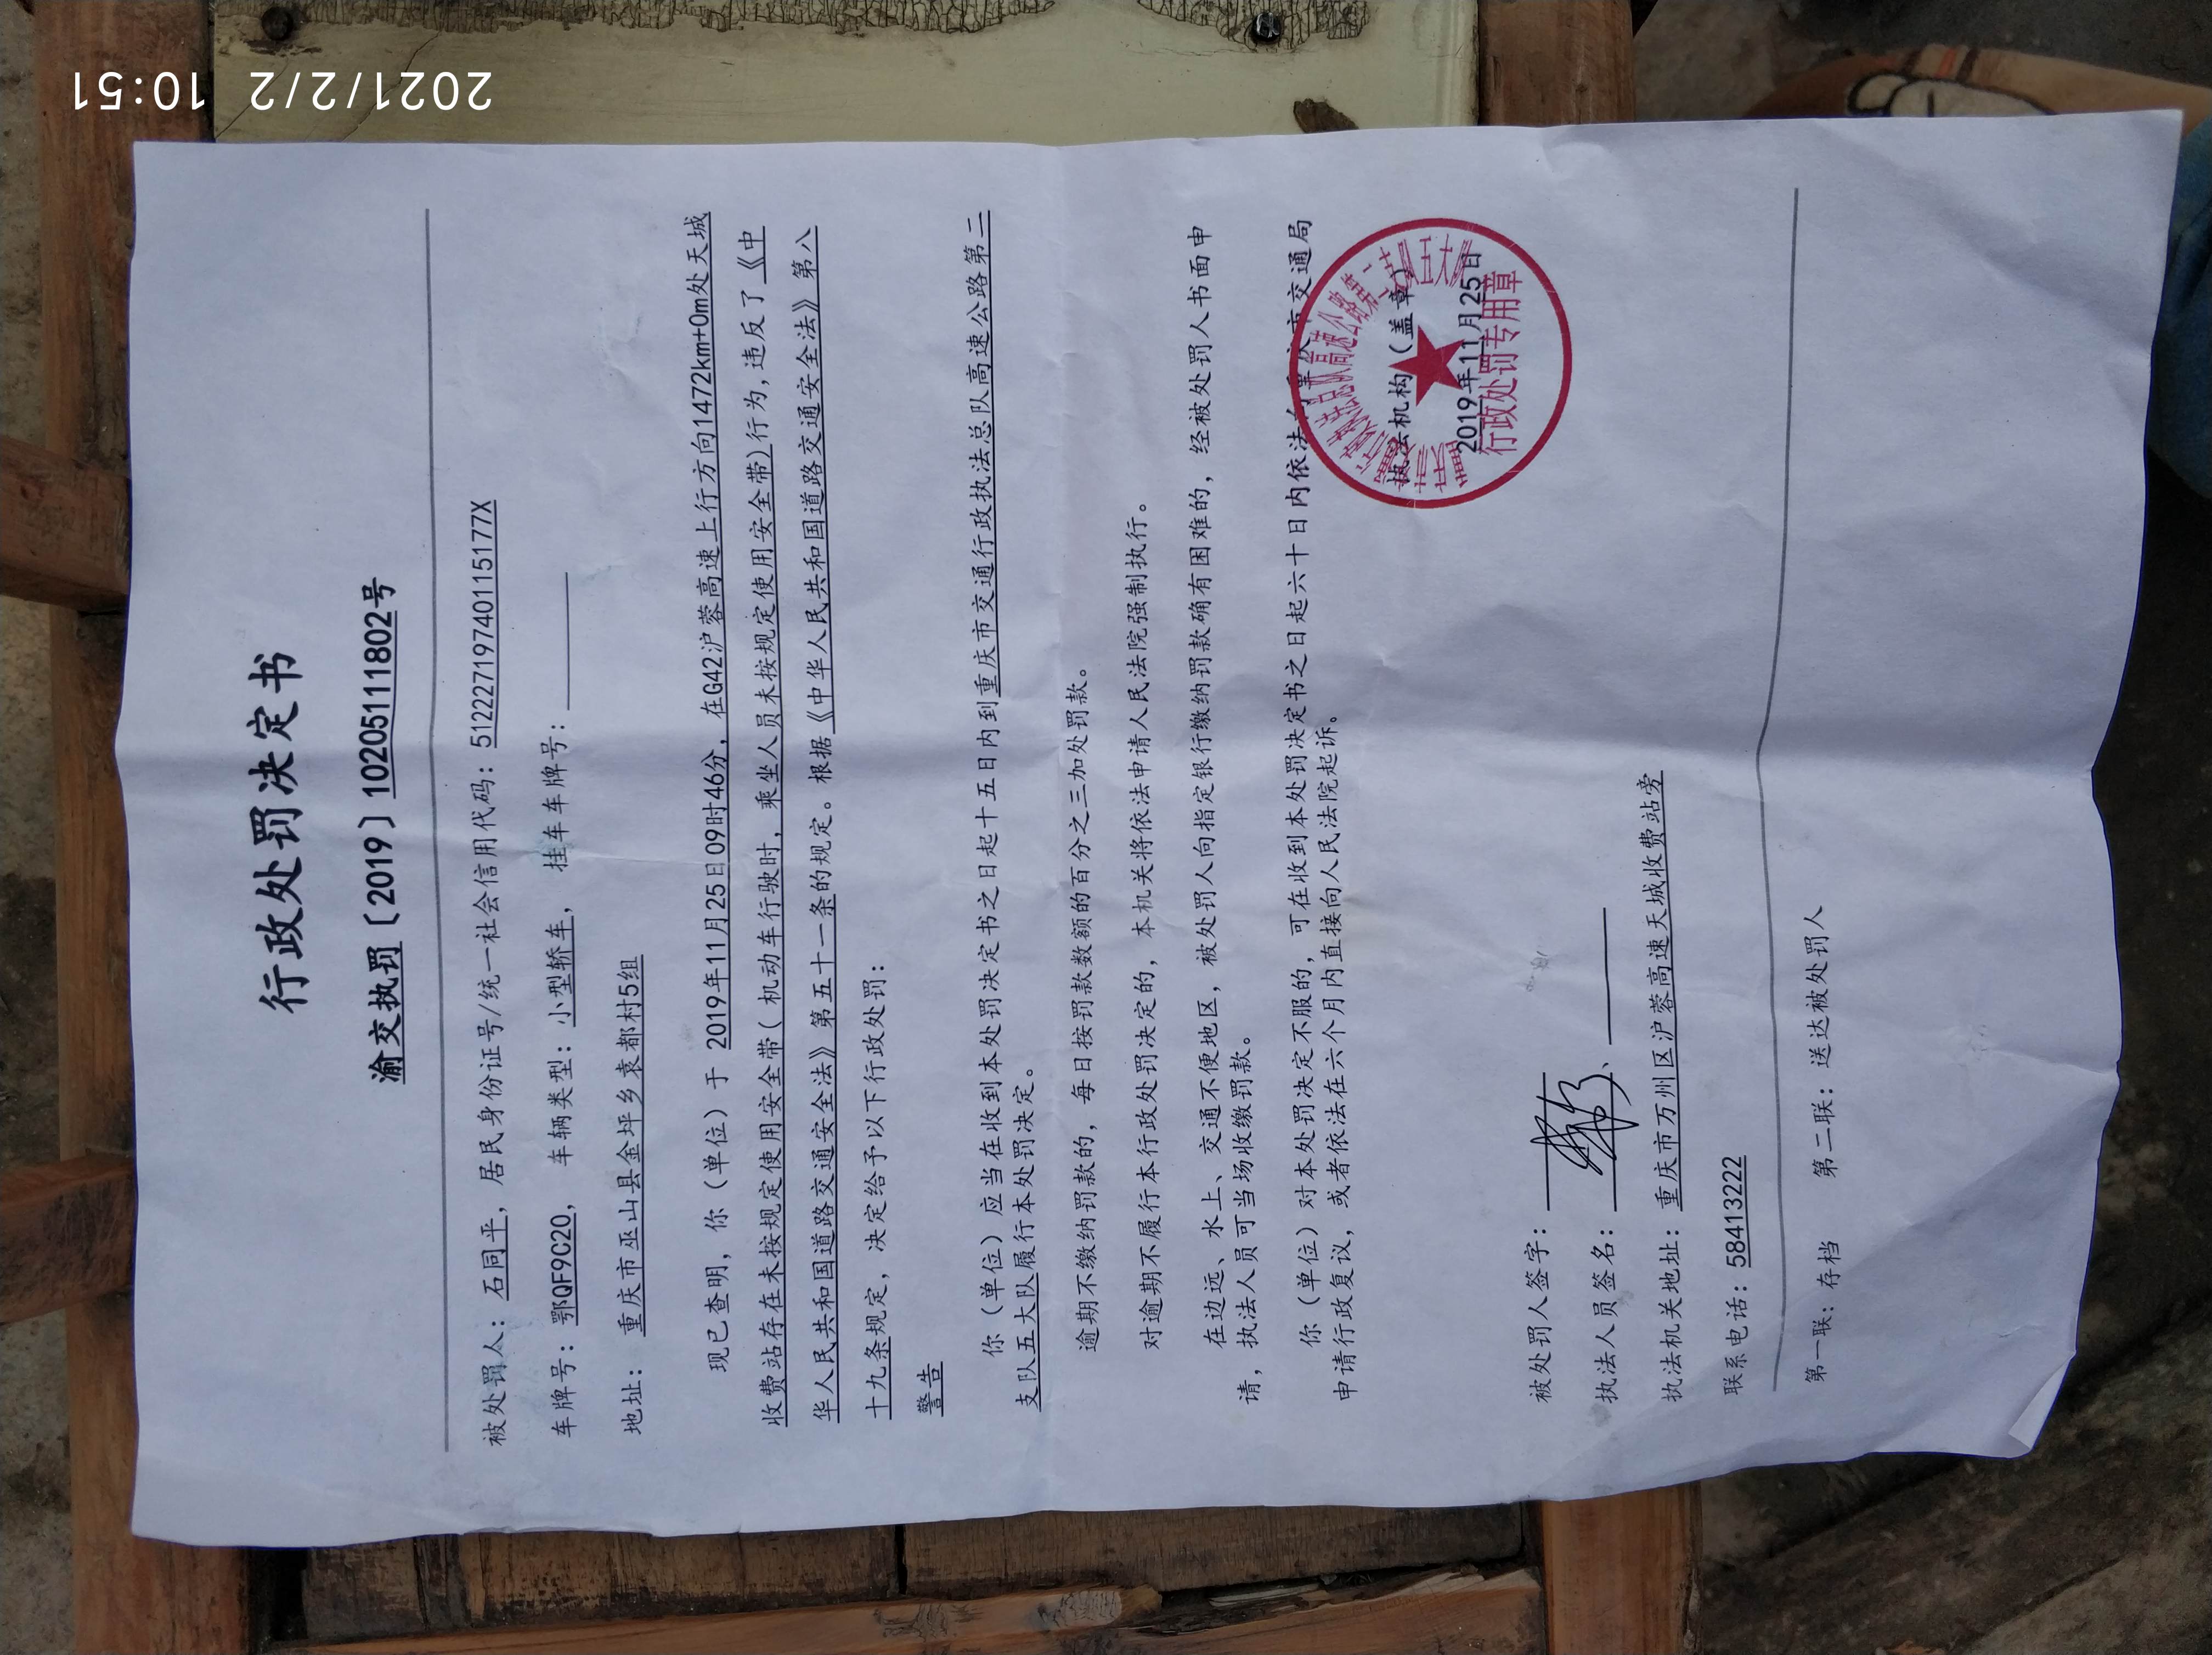 行政处罚决定书
渝交执罚〔2019〕10205111802号
被处罚人：石同平，居民身份证号/统一社会信用代码：51222719740115177X
车牌号：鄂QF9C20， 车辆类型：小型轿车， 挂车车牌号：
地址： 重庆市巫山县金坪乡袁都村5组
现已查明，你（单位）于 2019年11月25日09时46分，在G42沪蓉高速上行方向1472km+0m处天城
收费站存在未按规定使用安全带( 机动车行驶时，乘坐人员未按规定使用安全带)行为，违反了《中
华人民共和国道路交通安全法》第五十一条的规定。根据《中华人民共和国道路交通安全法》第八
十九条规定，决定给予以下行政处罚：
警告
你（单位）应当在收到本处罚决定书之日起十五日内到重庆市交通行政执法总队高速公路第二
支队五大队履行本处罚决定。
逾期不缴纳罚款的，每日按罚款数额的百分之三加处罚款。
对逾期不履行本行政处罚决定的，本机关将依法申请人民法院强制执行。
在边远、水上、交通不便地区，被处罚人向指定银行缴纳罚款确有困难的，经被处罚人书面申
请，执法人员可当场收缴罚款。
你（单位）对本处罚决定不服的，可在收到本处罚决定书之日起六十日内依法向重庆市交通局
申请行政复议，或者依法在六个月内直接向人民法院起诉。
重庆市交通行政执法总队高速公路第二支队五大队
执法机构（盖章）
2019年11月25日
行政处罚专用章
被处罚人签字：
执法人员签名： 、
执法机关地址：重庆市万州区沪蓉高速天城收费站旁
联系电话：58413222
第一联：存档 第二联：送达被处罚人
2021/2/2 10:51